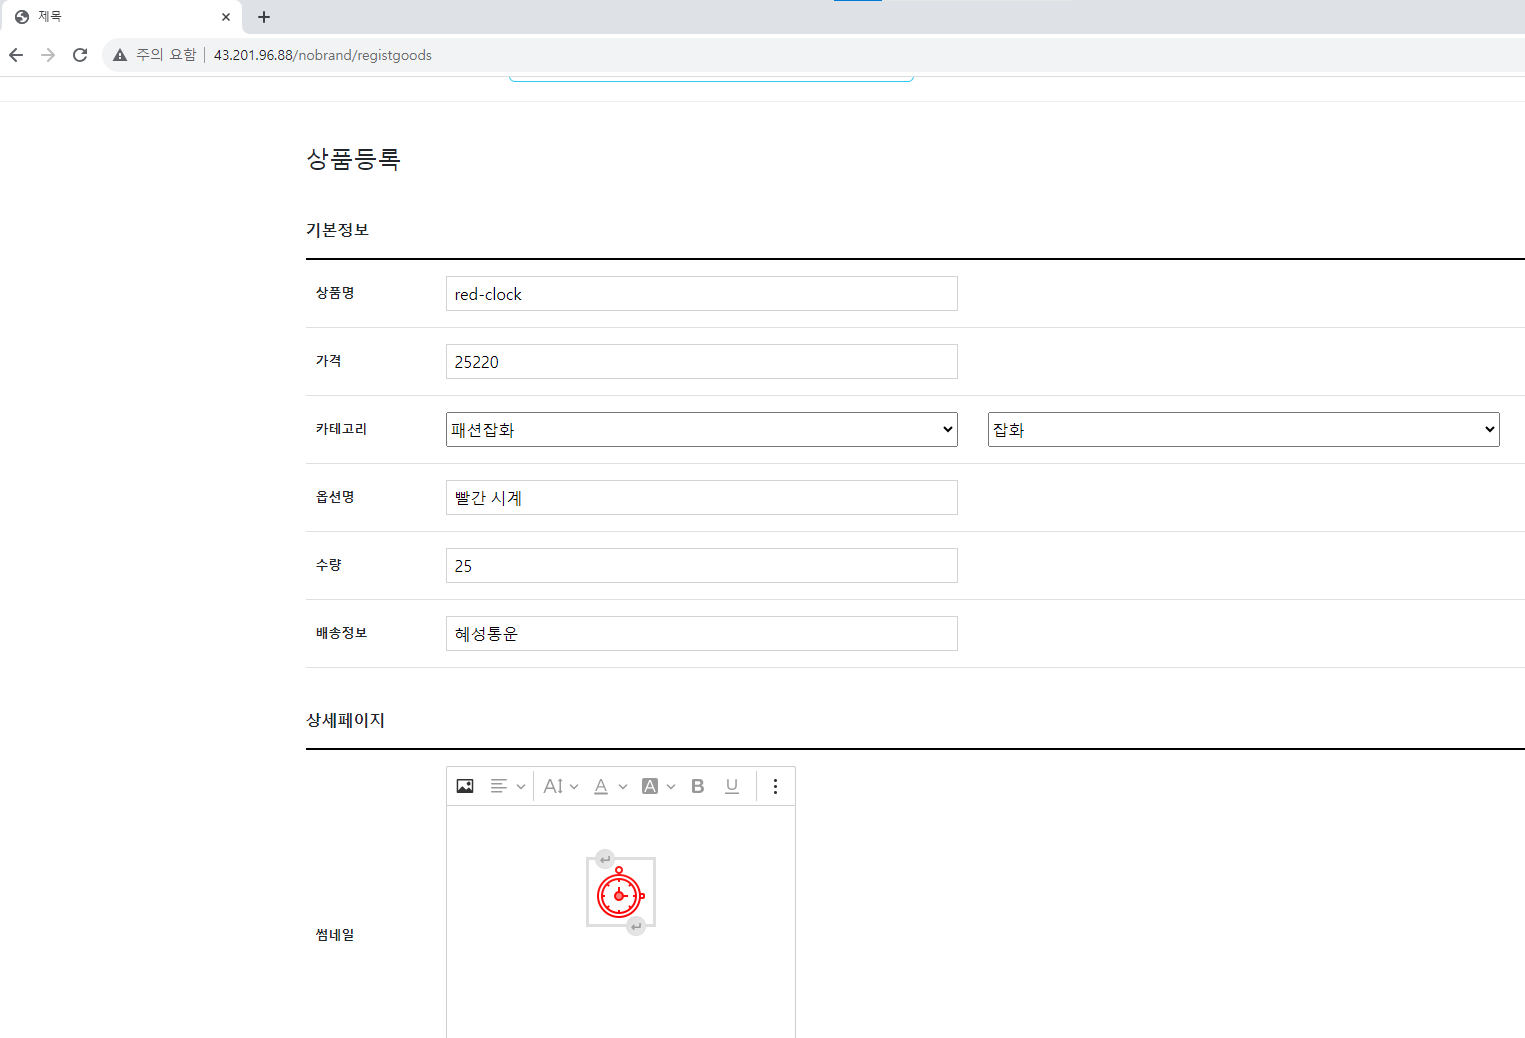 제목
주의 요함 43.201.96.88/nobrand/registgoods
상품등록
기본정보
상품명 red-clock
가격 25220
카테고리 패션잡화 잡화
옵션명 빨간 시계
수량 25
배송정보 혜성통운
상세페이지
A A A B U
썸네일